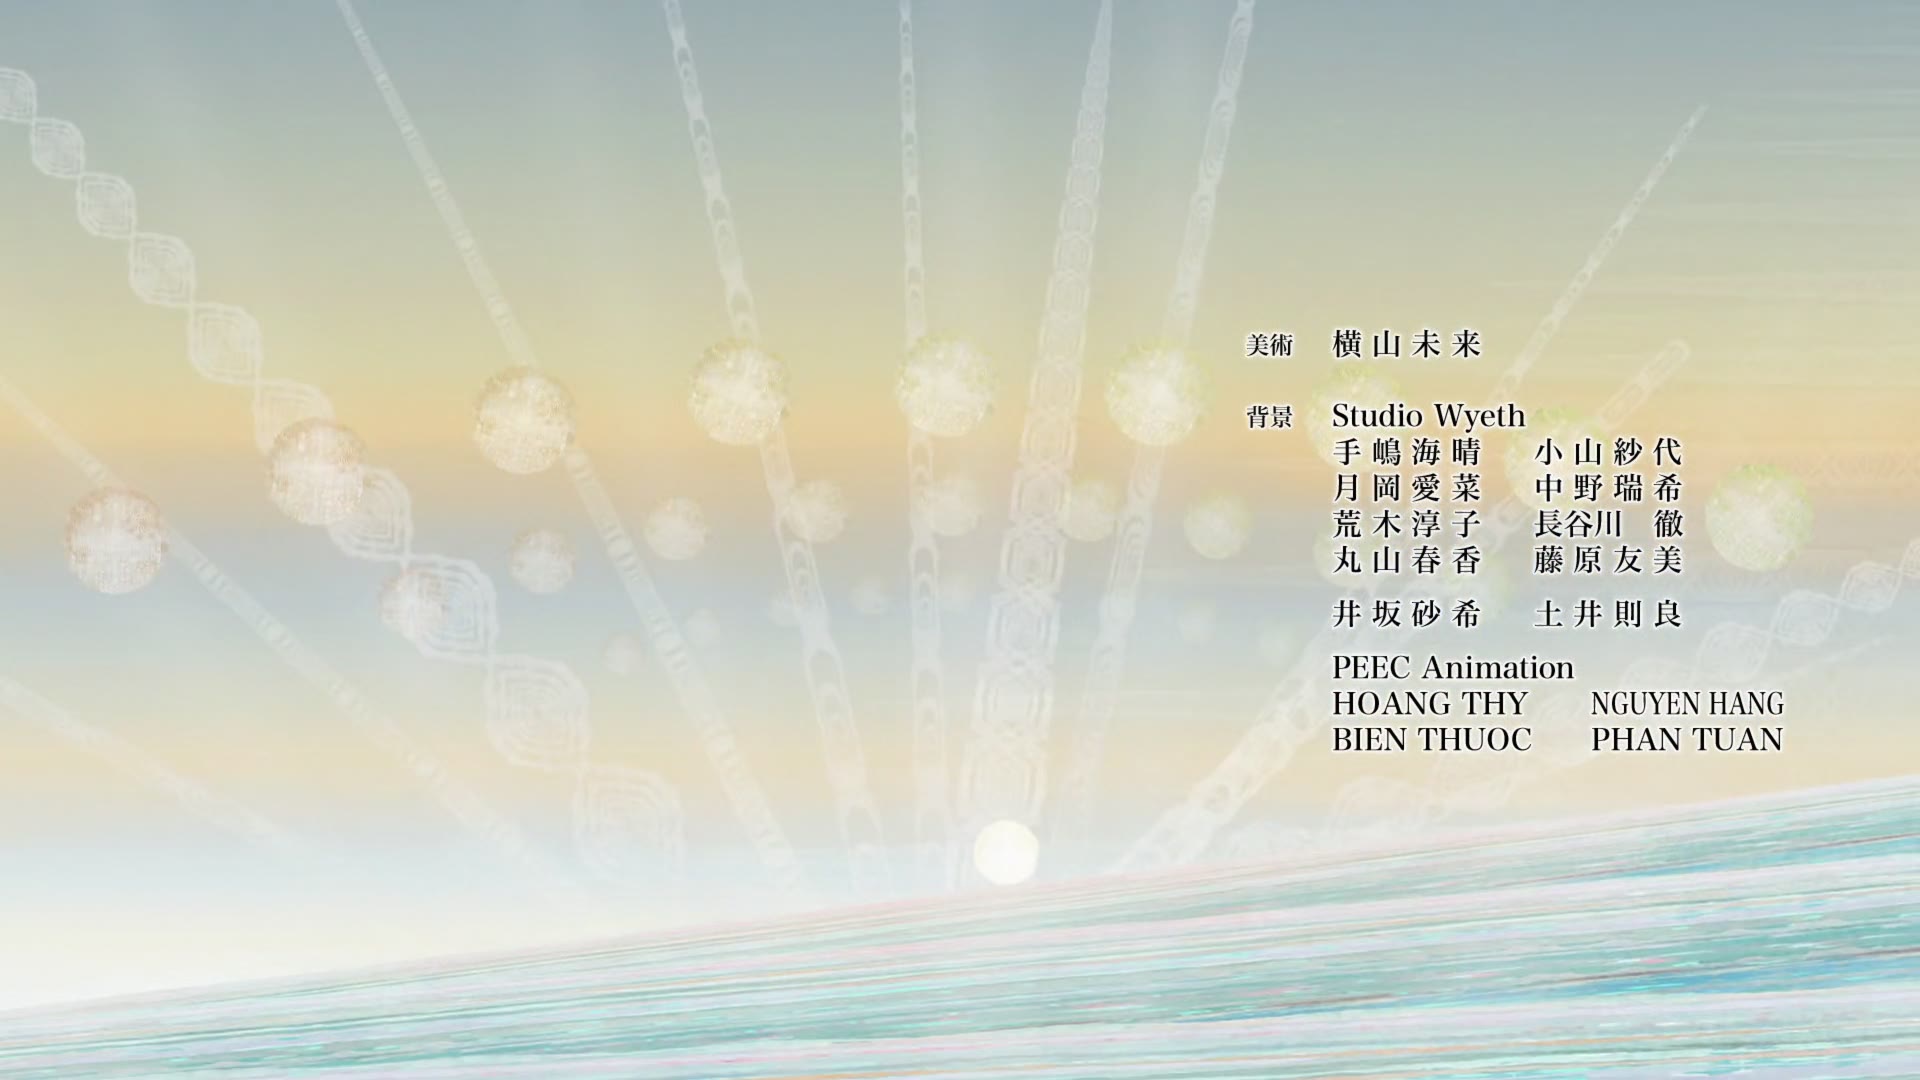 美術 横山未来
背景 Studio Wyeth
手嶋海晴 小山紗代
月岡愛菜 中野瑞希
荒木淳子 長谷川 徹
丸山春香 藤原友美
井坂砂希 土井則良
PEEC Animation
HOANG THY NGUYEN HANG
BIEN THUOC PHAN TUAN